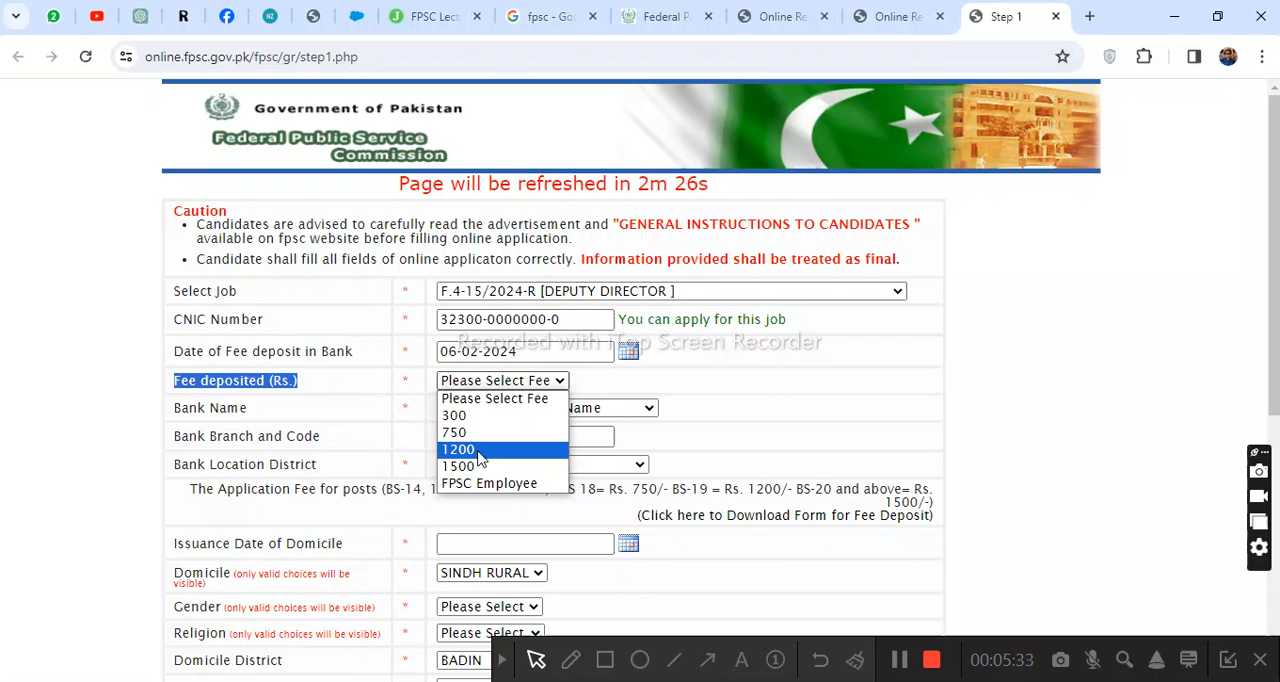 2
FPSC Lect
fpsc - Go
Federal P
Online Re
Online Re
Step 1
online.fpsc.gov.pk/fpsc/gr/step1.php
Government of Pakistan
Federal Public Service
Commission
Page will be refreshed in 2m 26s
Caution
Candidates are advised to carefully read the advertisement and "GENERAL INSTRUCTIONS TO CANDIDATES "
available on fpsc website before filling online application.
Candidate shall fill all fields of online applicaton correctly. Information provided shall be treated as final.
Select Job * F.4-15/2024-R [DEPUTY DIRECTOR ]
CNIC Number * 32300-0000000-0 You can apply for this job
Recorded with iTop Screen Recorder
Date of Fee deposit in Bank * 06-02-2024
Fee deposited (Rs.) * Please Select Fee
Please Select Fee
300
750
1200
1500
FPSC Employee
Bank Name * Name
Bank Branch and Code *
Bank Location District *
The Application Fee for posts (BS-14, 1 S 18= Rs. 750/- BS-19 = Rs. 1200/- BS-20 and above= Rs.
1500/-)
(Click here to Download Form for Fee Deposit)
Issuance Date of Domicile *
Domicile (only valid choices will be * SINDH RURAL
visible)
Gender (only valid choices will be visible) * Please Select
Religion (only valid choices will be visible) * Please Select
Domicile District * BADIN
00:05:33